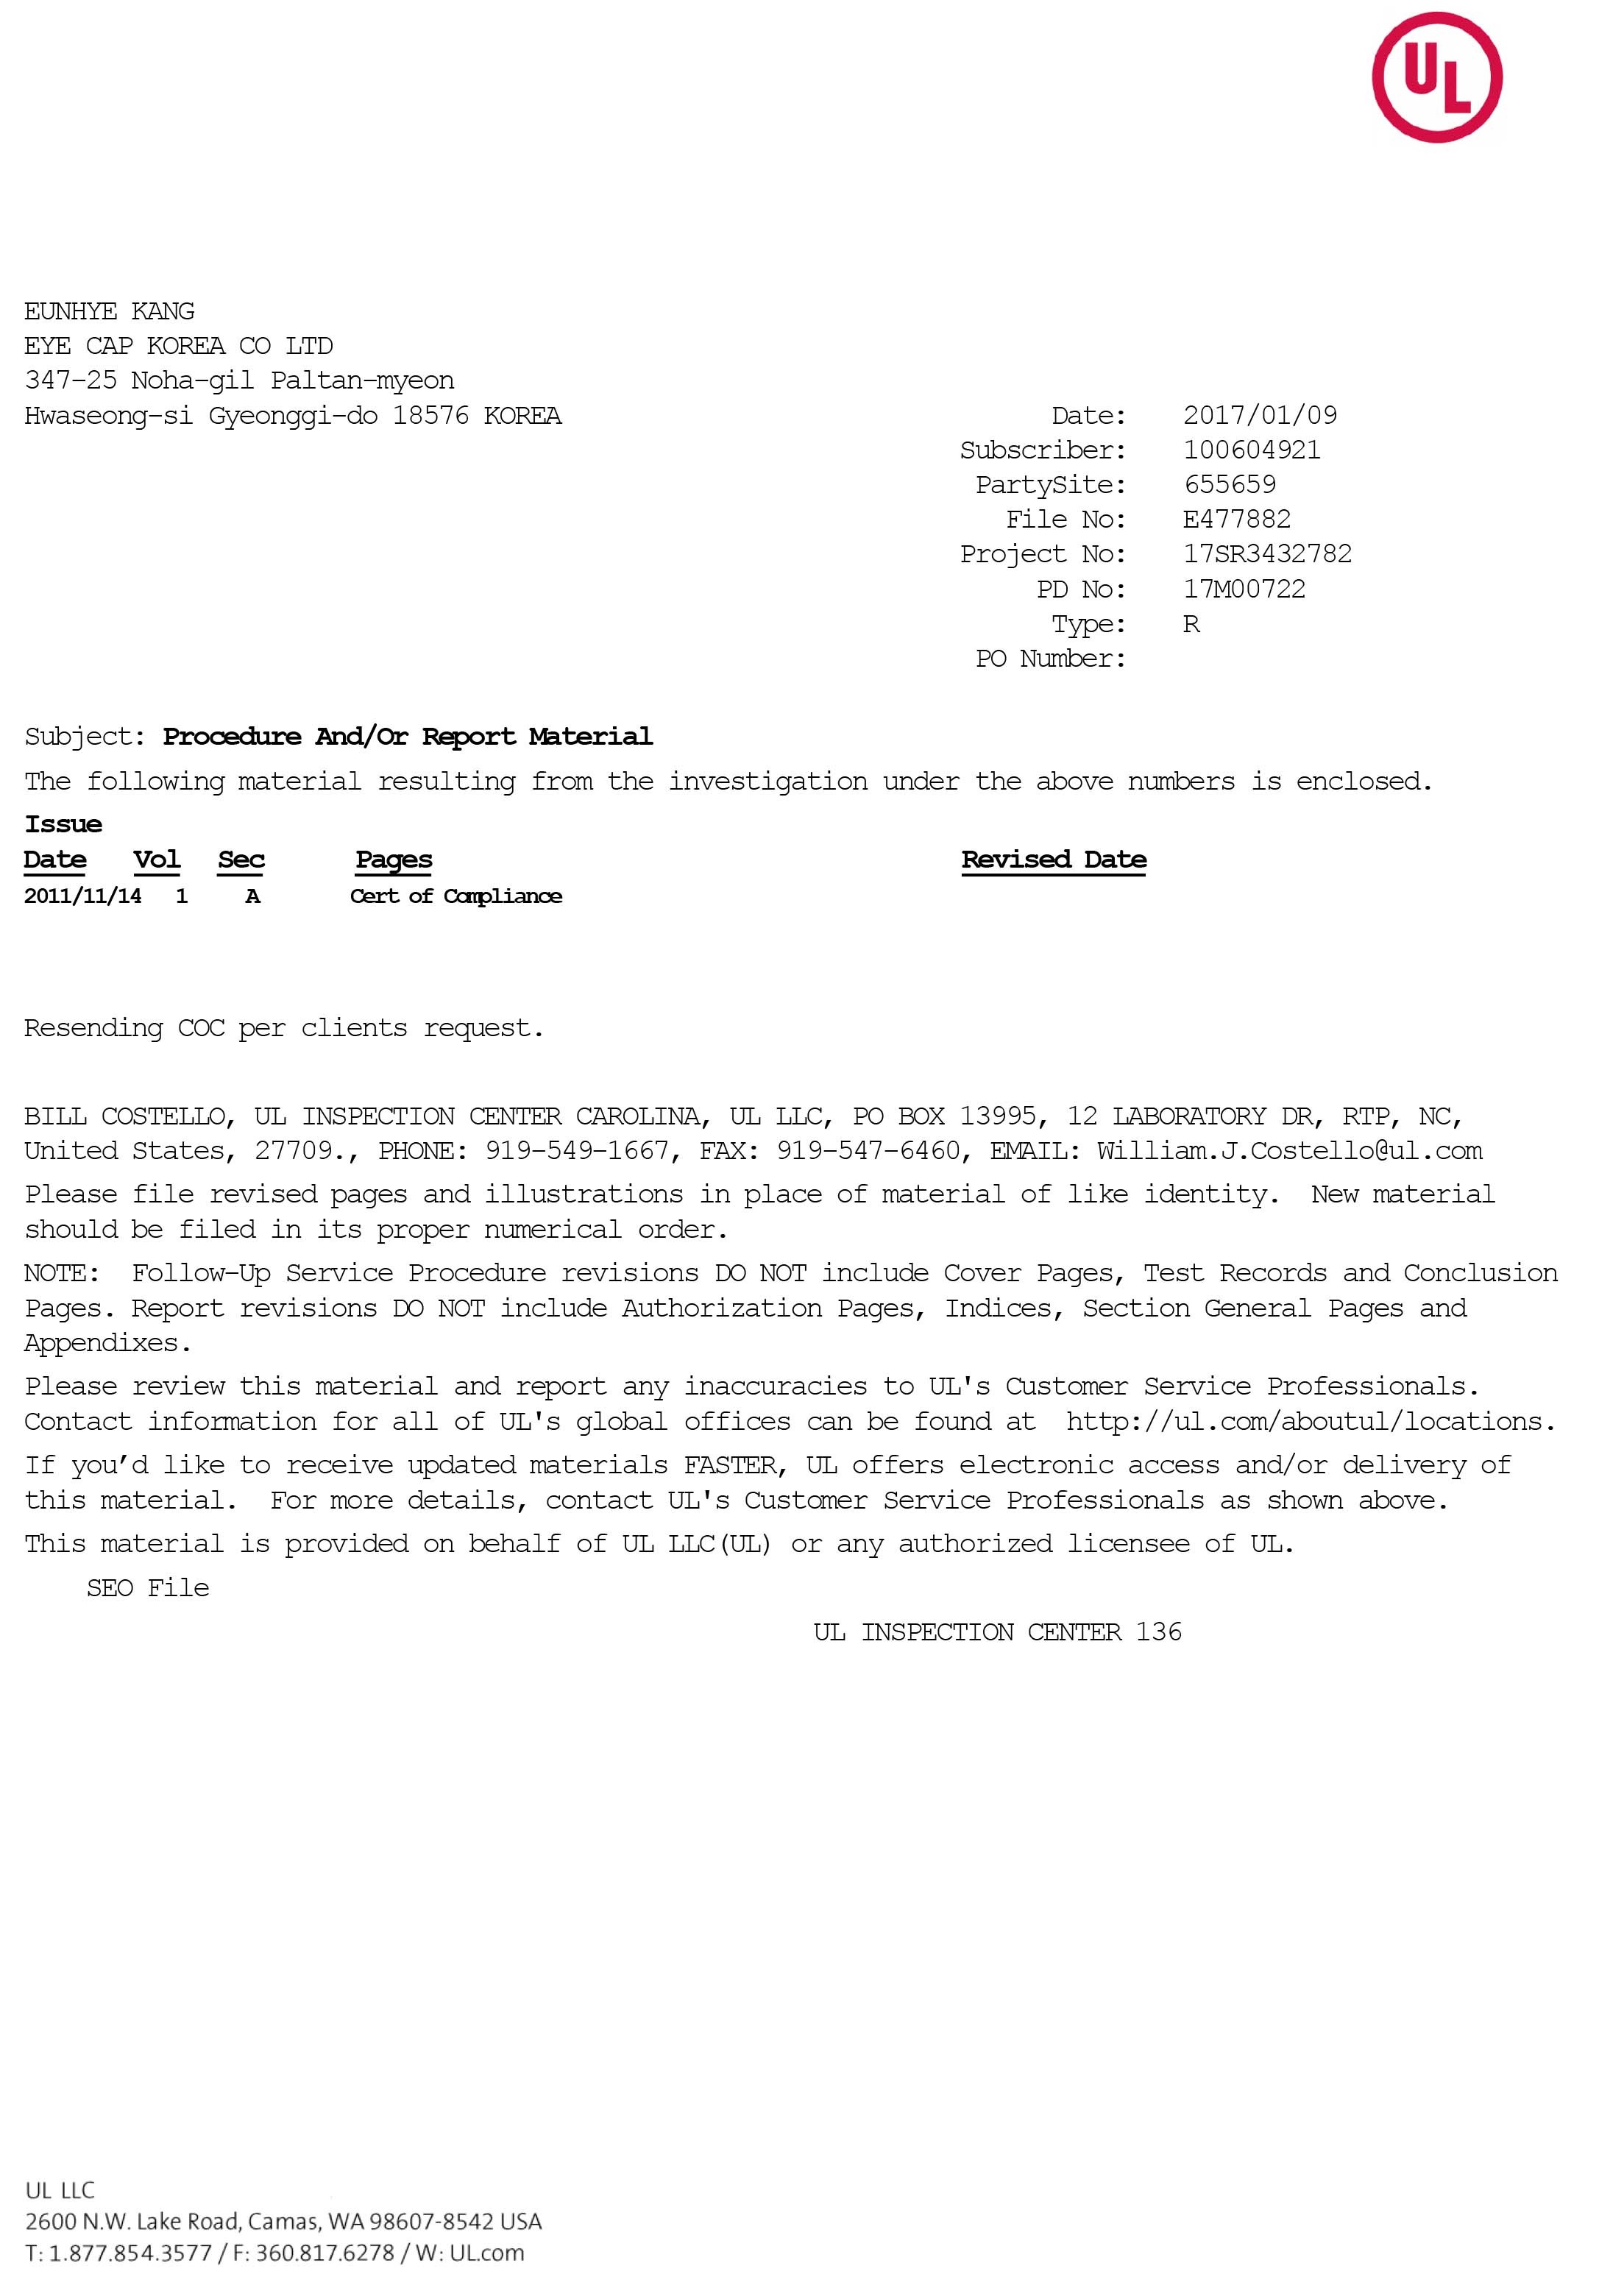 UL
EUNHYE KANG
EYE CAP KOREA CO LTD
347-25 Noha-gil Paltan-myeon
Hwaseong-si Gyeonggi-do 18576 KOREA
Date: 2017/01/09
Subscriber: 100604921
PartySite: 655659
File No: E477882
Project No: 17SR3432782
PD No: 17M00722
Type: R
PO Number:
Subject: Procedure And/Or Report Material
The following material resulting from the investigation under the above numbers is enclosed.
Issue
Date Vol Sec Pages Revised Date
2011/11/14 1 A Cert of Compliance
Resending COC per clients request.
BILL COSTELLO, UL INSPECTION CENTER CAROLINA, UL LLC, PO BOX 13995, 12 LABORATORY DR, RTP, NC,
United States, 27709., PHONE: 919-549-1667, FAX: 919-547-6460, EMAIL: William.J.Costello@ul.com
Please file revised pages and illustrations in place of material of like identity.  New material
should be filed in its proper numerical order.
NOTE:  Follow-Up Service Procedure revisions DO NOT include Cover Pages, Test Records and Conclusion
Pages. Report revisions DO NOT include Authorization Pages, Indices, Section General Pages and
Appendixes.
Please review this material and report any inaccuracies to UL's Customer Service Professionals.
Contact information for all of UL's global offices can be found at  http://ul.com/aboutul/locations.
If you’d like to receive updated materials FASTER, UL offers electronic access and/or delivery of
this material.  For more details, contact UL's Customer Service Professionals as shown above.
This material is provided on behalf of UL LLC(UL) or any authorized licensee of UL.
SEO File
UL INSPECTION CENTER 136
UL LLC
2600 N.W. Lake Road, Camas, WA 98607-8542 USA
T: 1.877.854.3577 / F: 360.817.6278 / W: UL.com